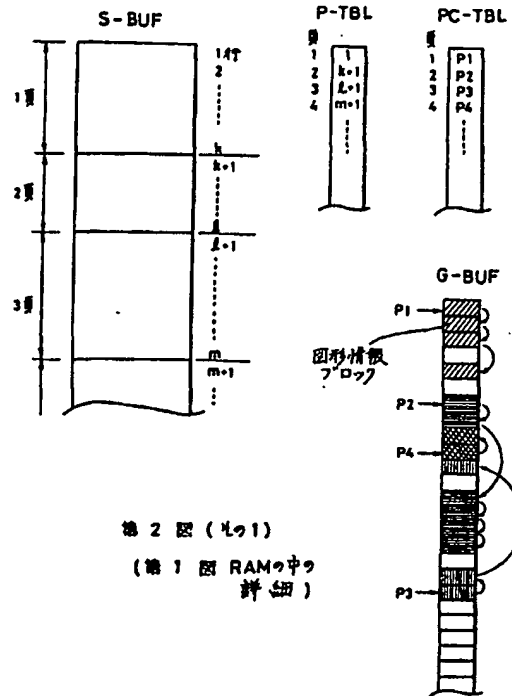 S-BUF
1行
2
k
k+1
l
l+1
m
m+1
1頁
2頁
3頁
P-TBL
頁
1 1
2 k+1
3 l+1
4 m+1
PC-TBL
頁
1 P1
2 P2
3 P3
4 P4
G-BUF
P1
図形情報
ブロック
P2
P4
P3
第 2 図 (その1)
(第 1 図 RAMの中の
詳細)